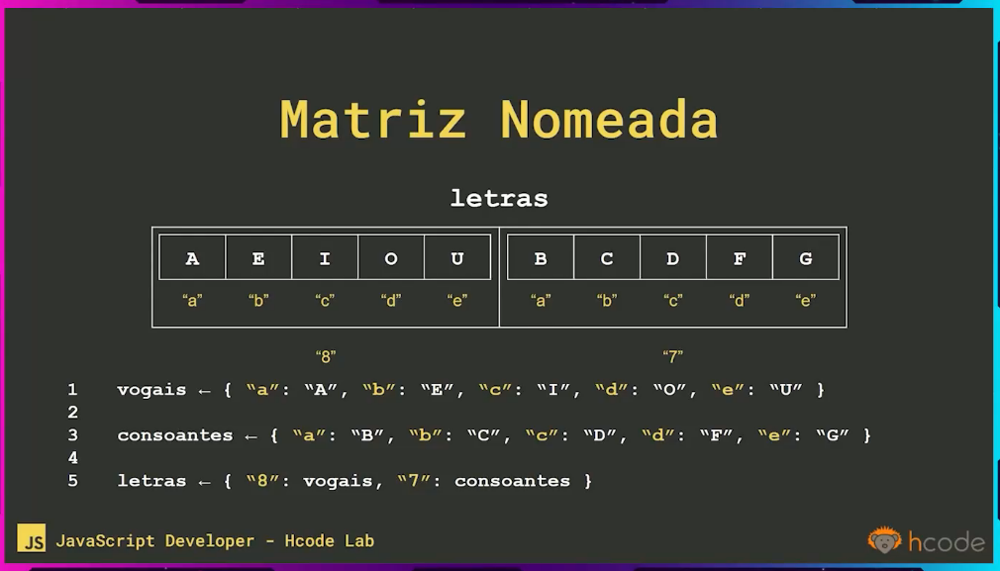 Matriz Nomeada
letras
A E I O U B C D F G
“a” “b” “c” “d” “e” “a” “b” “c” “d” “e”
“8” “7”
1 vogais ← { “a”: “A”, “b”: “E”, “c”: “I”, “d”: “O”, “e”: “U” }
2
3 consoantes ← { “a”: “B”, “b”: “C”, “c”: “D”, “d”: “F”, “e”: “G” }
4
5 letras ← { “8”: vogais, “7”: consoantes }
JS JavaScript Developer - Hcode Lab
hcode